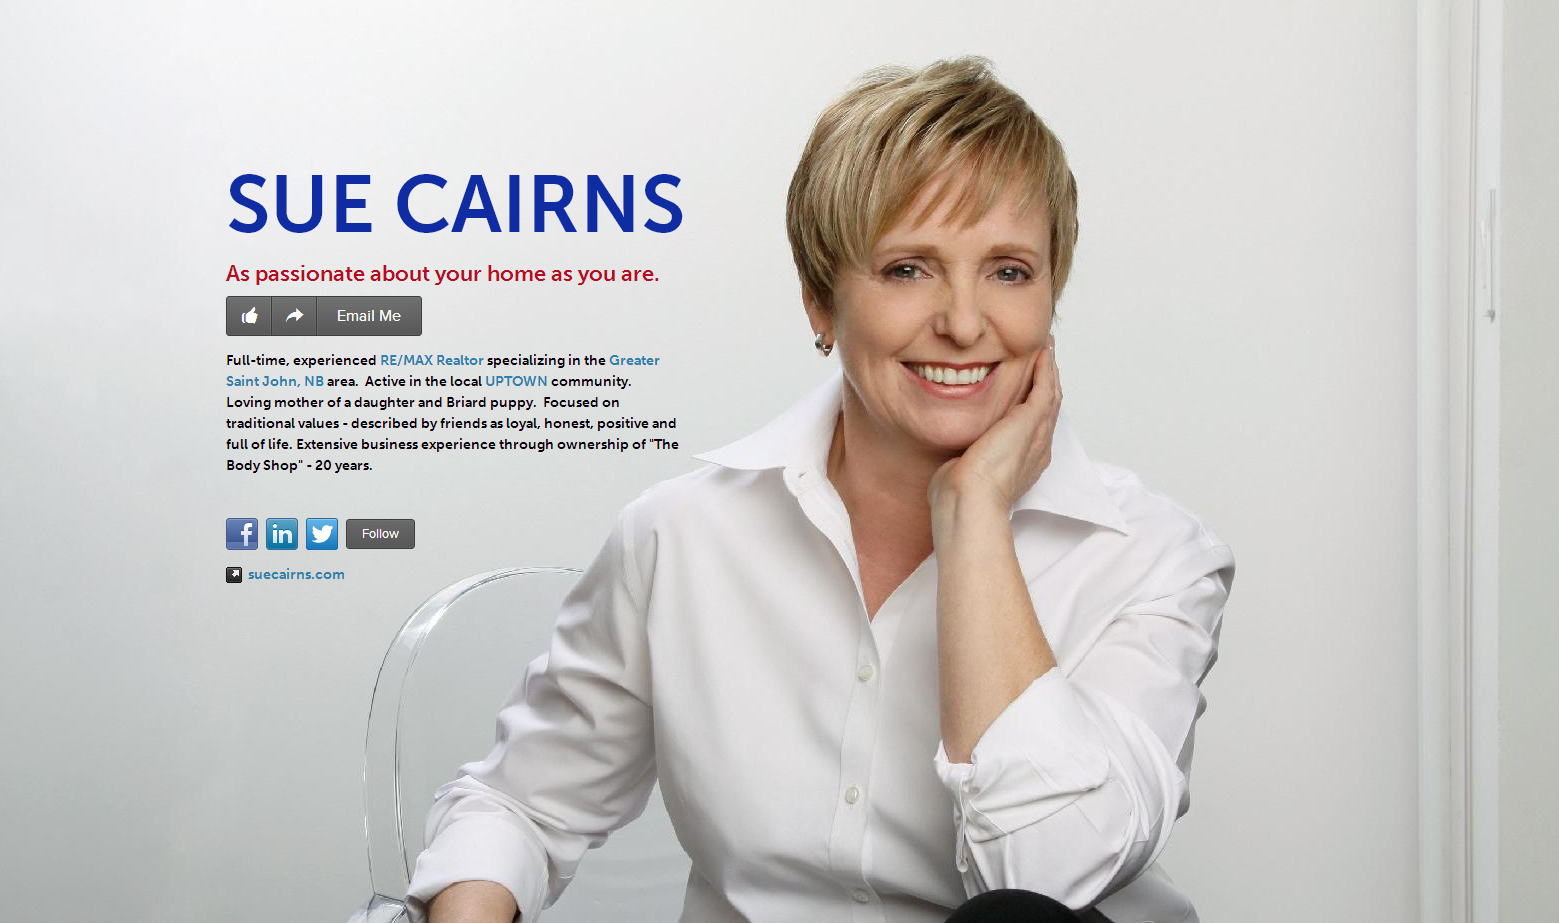 SUE CAIRNS
As passionate about your home as you are.
Email Me
Full-time, experienced RE/MAX Realtor specializing in the Greater
Saint John, NB area.  Active in the local UPTOWN community.
Loving mother of a daughter and Briard puppy.  Focused on
traditional values - described by friends as loyal, honest, positive and
full of life. Extensive business experience through ownership of "The
Body Shop" - 20 years.
f in Follow
suecairns.com